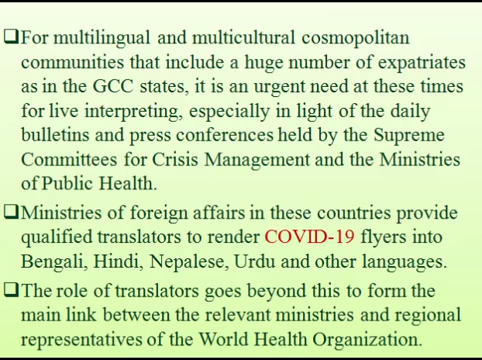 ❑For multilingual and multicultural cosmopolitan
communities that include a huge number of expatriates
as in the GCC states, it is an urgent need at these times
for live interpreting, especially in light of the daily
bulletins and press conferences held by the Supreme
Committees for Crisis Management and the Ministries
of Public Health.
❑Ministries of foreign affairs in these countries provide
qualified translators to render COVID-19 flyers into
Bengali, Hindi, Nepalese, Urdu and other languages.
❑The role of translators goes beyond this to form the
main link between the relevant ministries and regional
representatives of the World Health Organization.